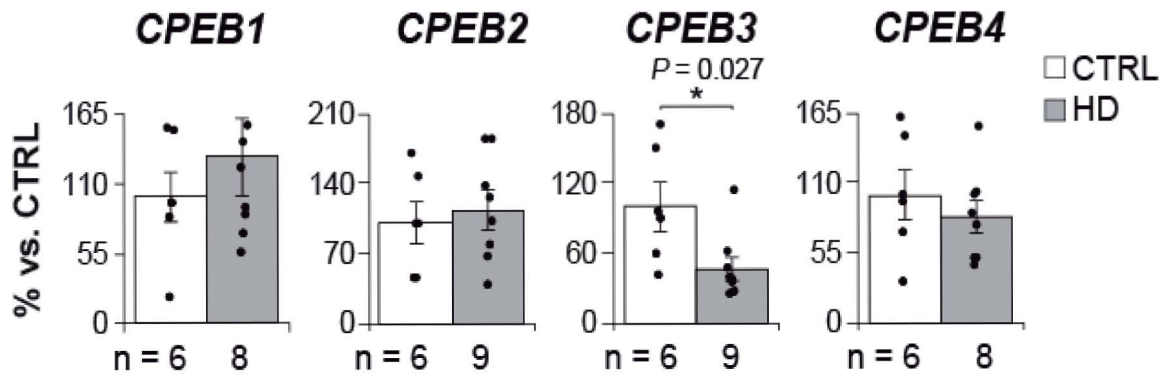 CPEB1 CPEB2 CPEB3 CPEB4
P = 0.027
*
CTRL
HD
% vs. CTRL
165 110 55 0
210 140 70 0
180 120 60 0
165 110 55 0
n = 6 8 n = 6 9 n = 6 9 n = 6 8